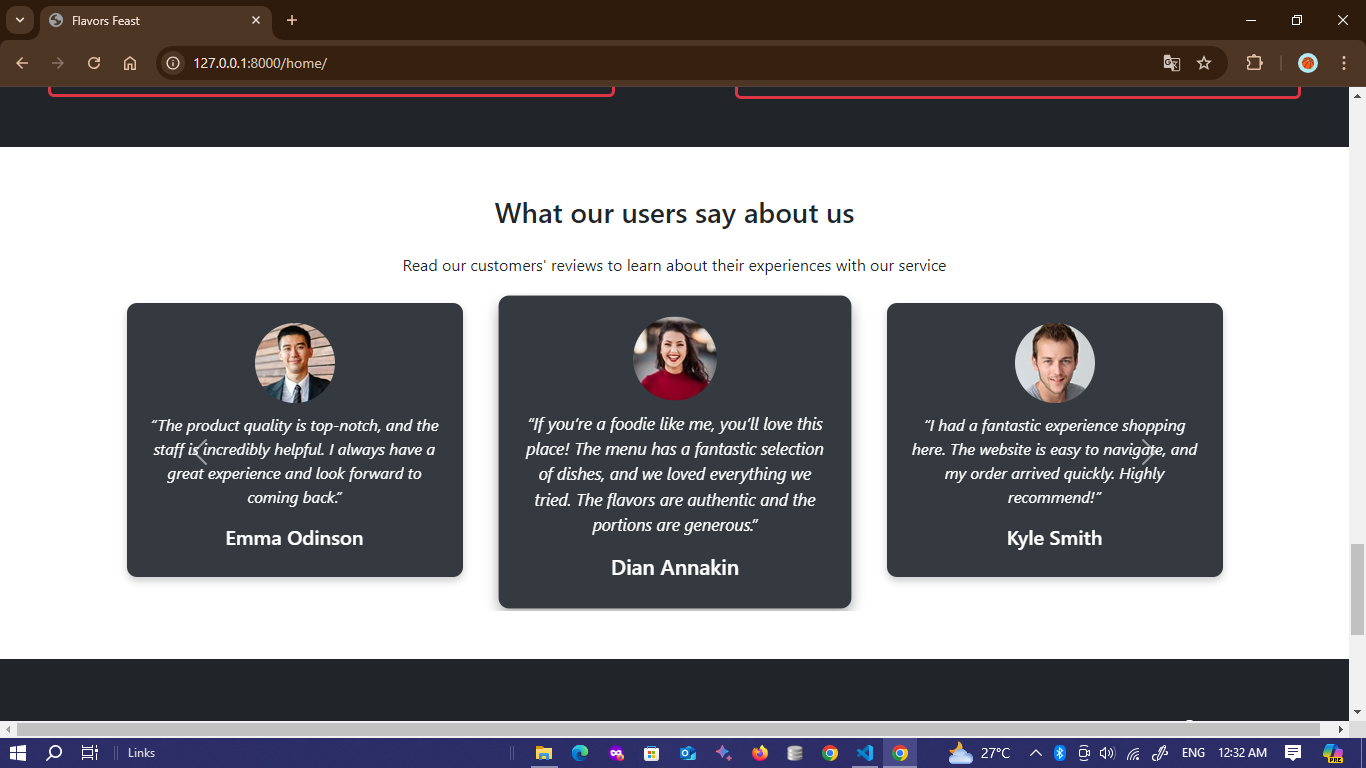 Flavors Feast
127.0.0.1:8000/home/
What our users say about us
Read our customers' reviews to learn about their experiences with our service
“The product quality is top-notch, and the
staff is incredibly helpful. I always have a
great experience and look forward to
coming back.”
Emma Odinson
“If you’re a foodie like me, you’ll love this
place! The menu has a fantastic selection
of dishes, and we loved everything we
tried. The flavors are authentic and the
portions are generous.”
Dian Annakin
“I had a fantastic experience shopping
here. The website is easy to navigate, and
my order arrived quickly. Highly
recommend!”
Kyle Smith
Links
27°C
ENG
12:32 AM
PRE